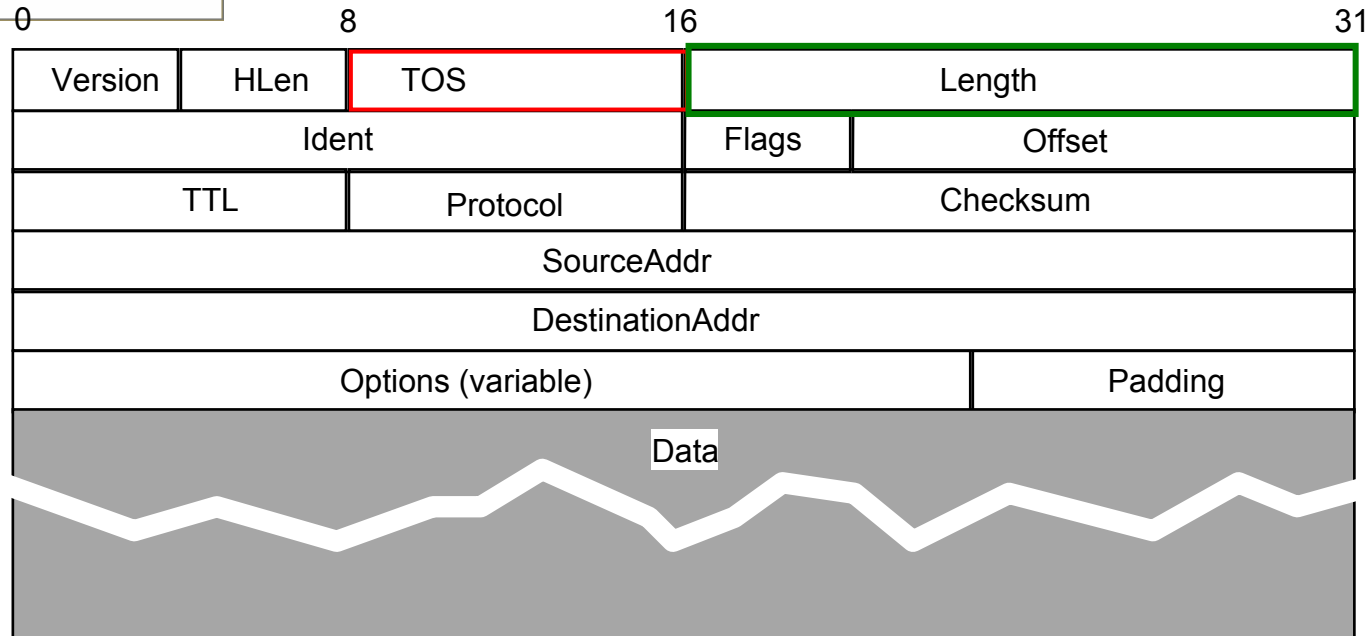 0 8 16 31
Version HLen TOS Length
Ident Flags Offset
TTL Protocol Checksum
SourceAddr
DestinationAddr
Options (variable) Padding
Data